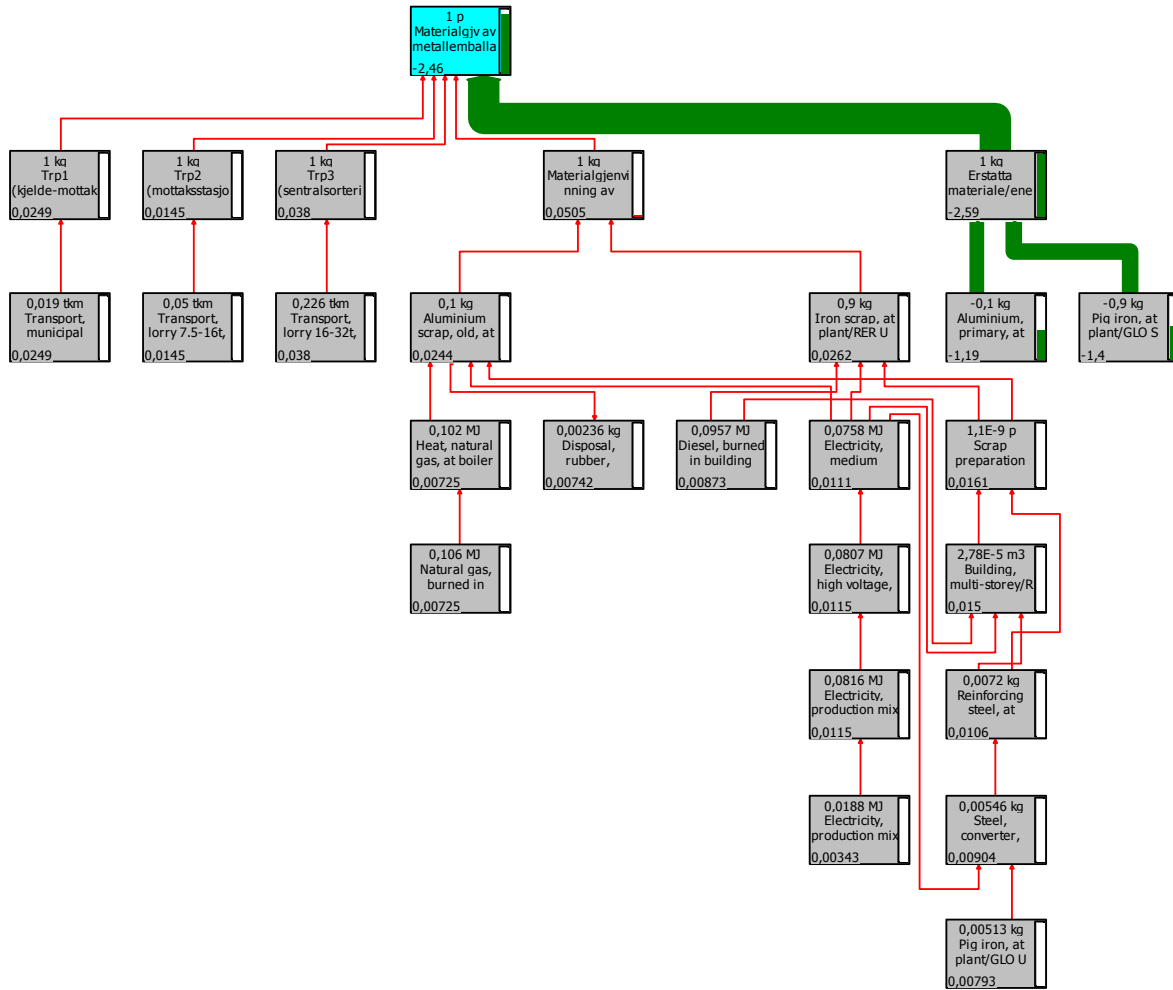 1 p
Materialgjv av
metallemballa
-2,46
1 kg
Trp1
(kjelde-mottak
0,0249
1 kg
Trp2
(mottaksstasjo
0,0145
1 kg
Trp3
(sentralsorteri
0,038
1 kg
Materialgjenvi
nning av
0,0505
1 kg
Erstatta
materiale/ene
-2,59
0,019 tkm
Transport,
municipal
0,0249
0,05 tkm
Transport,
lorry 7.5-16t,
0,0145
0,226 tkm
Transport,
lorry 16-32t,
0,038
0,1 kg
Aluminium
scrap, old, at
0,0244
0,9 kg
Iron scrap, at
plant/RER U
0,0262
-0,1 kg
Aluminium,
primary, at
-1,19
-0,9 kg
Pig iron, at
plant/GLO S
-1,4
0,102 MJ
Heat, natural
gas, at boiler
0,00725
0,00236 kg
Disposal,
rubber,
0,00742
0,0957 MJ
Diesel, burned
in building
0,00873
0,0758 MJ
Electricity,
medium
0,0111
1,1E-9 p
Scrap
preparation
0,0161
0,106 MJ
Natural gas,
burned in
0,00725
0,0807 MJ
Electricity,
high voltage,
0,0115
2,78E-5 m3
Building,
multi-storey/R
0,015
0,0816 MJ
Electricity,
production mix
0,0115
0,0072 kg
Reinforcing
steel, at
0,0106
0,0188 MJ
Electricity,
production mix
0,00343
0,00546 kg
Steel,
converter,
0,00904
0,00513 kg
Pig iron, at
plant/GLO U
0,00793